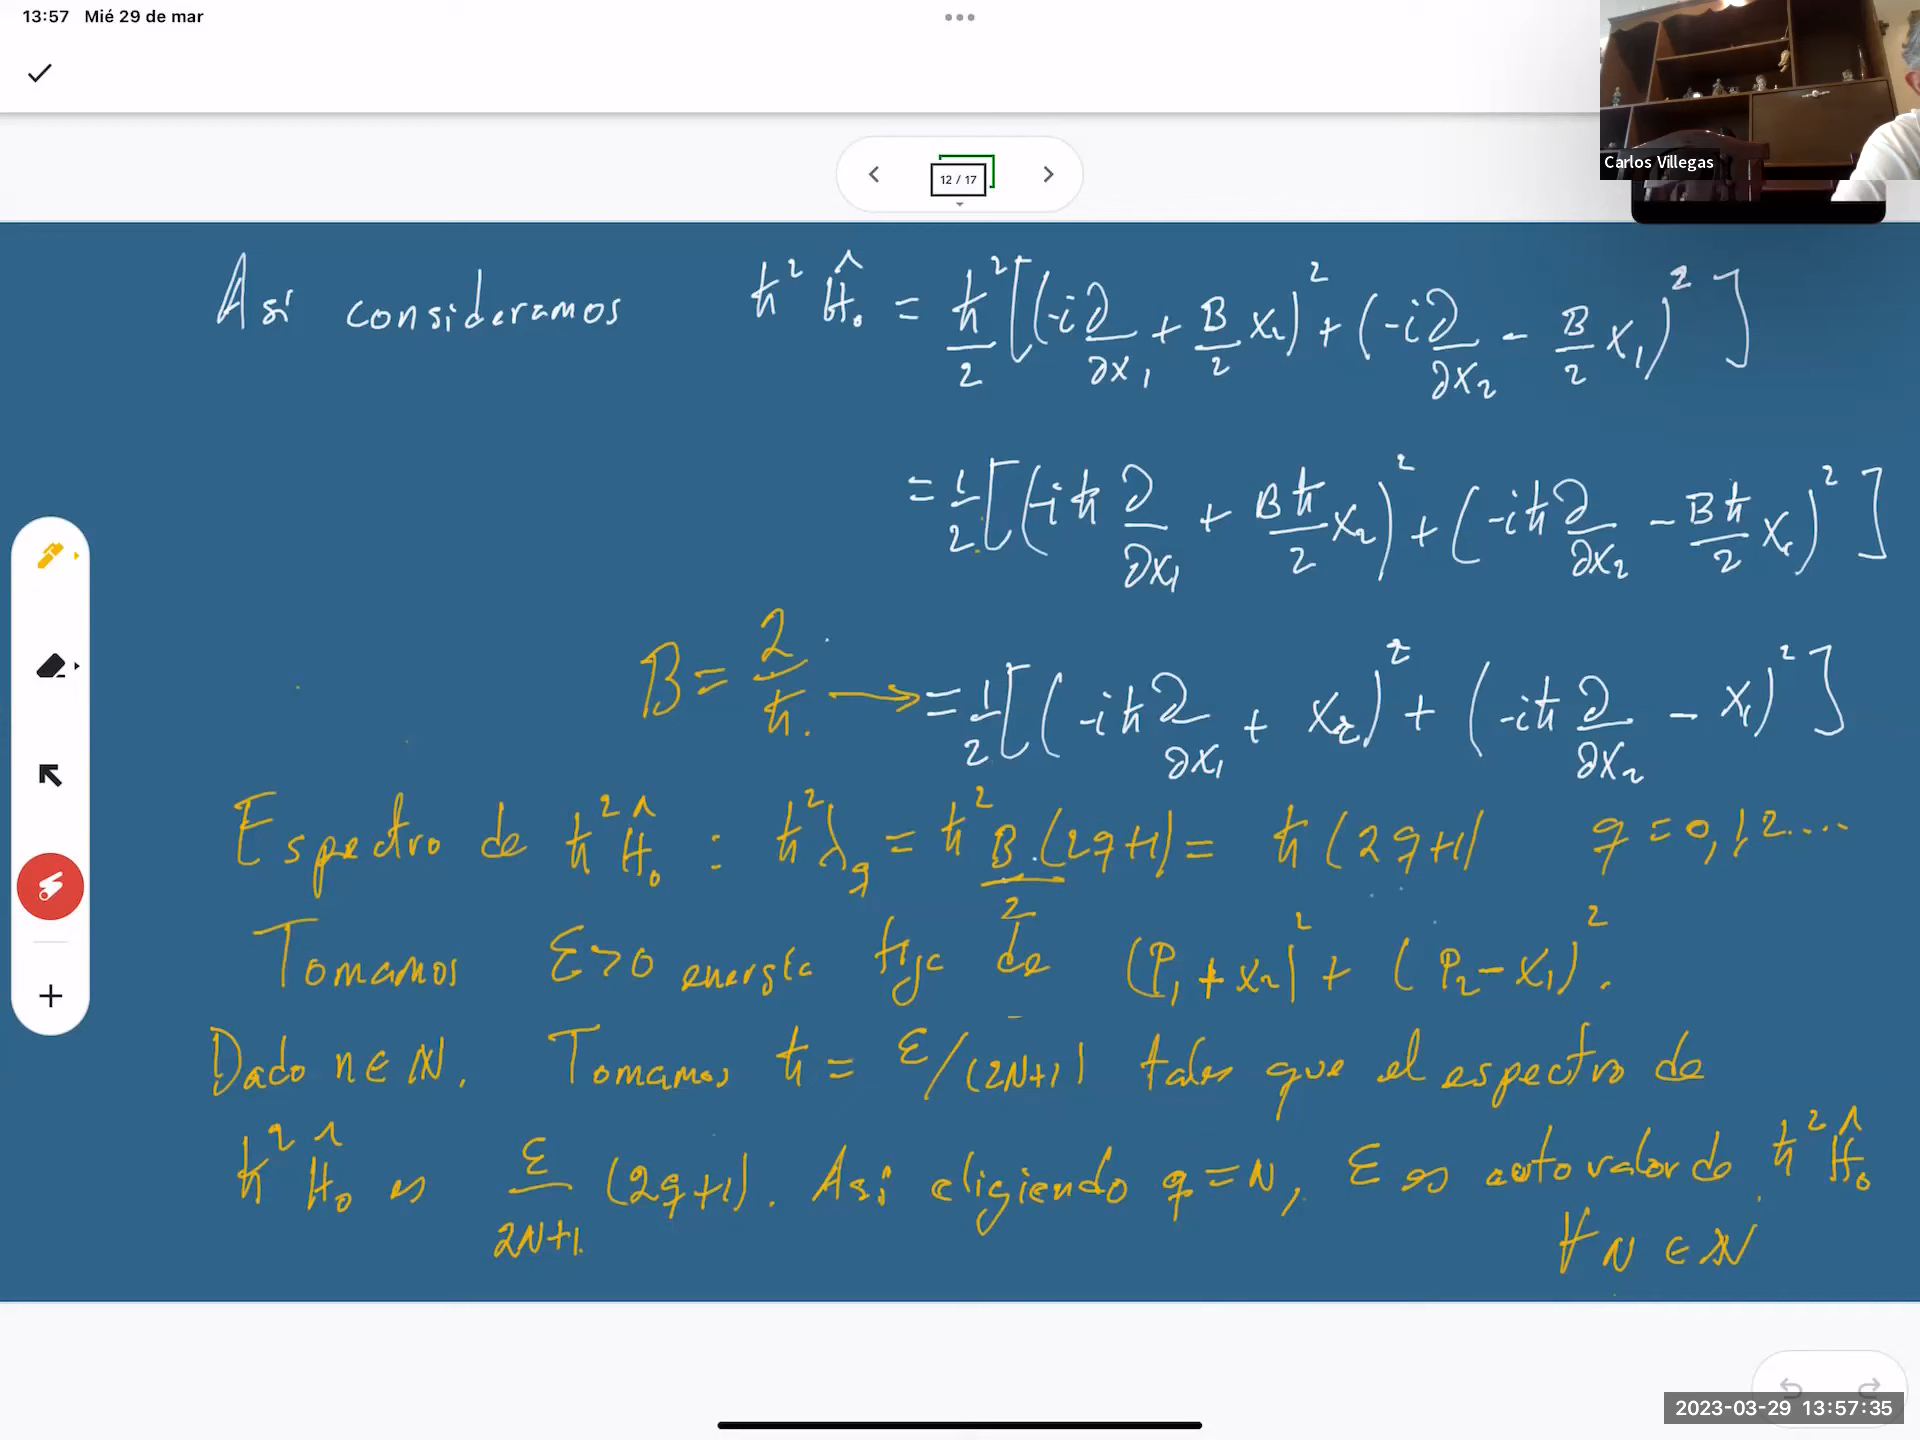 13:57 Mié 29 de mar
12 / 17
Carlos Villegas
Así consideramos ħ² Ĥ₀ = ħ²/2 [(-i ∂/∂x₁ + B/2 x₂)² + (-i ∂/∂x₂ - B/2 x₁)²]
= 1/2 [(-iħ ∂/∂x₁ + Bħ/2 x₂)² + (-iħ ∂/∂x₂ - Bħ/2 x₁)²]
B = 2/ħ. → = 1/2 [(-iħ ∂/∂x₁ + x₂)² + (-iħ ∂/∂x₂ - x₁)²]
Espectro de ħ² Ĥ₀ : ħ² λ_q = ħ² B/2 (2q+1) = ħ (2q+1) q = 0, 1, 2....
Tomamos Ɛ>0 energía fija de (P₁ + x₂)² + (P₂ - x₁)².
Dado n ∈ ℕ. Tomamos ħ = Ɛ/(2N+1) tales que el espectro de
ħ² Ĥ₀ es Ɛ/2N+1 (2q+1). Así eligiendo q = N, Ɛ es autovalor de ħ² Ĥ₀
∀ N ∈ ℕ
2023-03-29 13:57:35